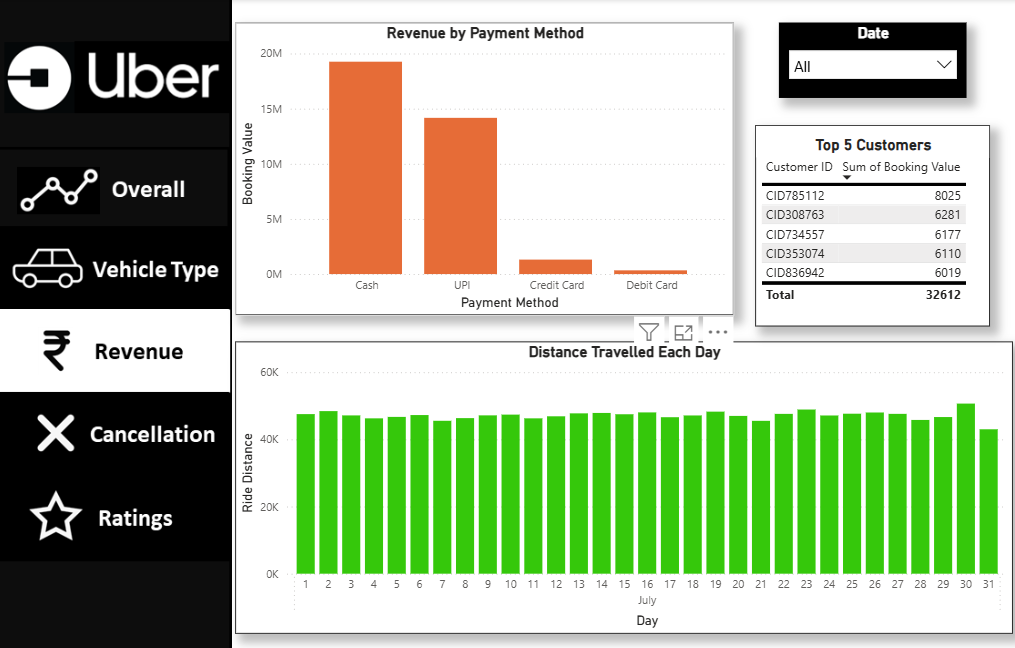 Uber
Overall
Vehicle Type
₹ Revenue
Cancellation
Ratings
Revenue by Payment Method
Booking Value
20M
15M
10M
5M
0M
Cash UPI Credit Card Debit Card
Payment Method
Date
All
Top 5 Customers
Customer ID Sum of Booking Value
CID785112 8025
CID308763 6281
CID734557 6177
CID353074 6110
CID836942 6019
Total 32612
Distance Travelled Each Day
Ride Distance
60K
40K
20K
0K
1 2 3 4 5 6 7 8 9 10 11 12 13 14 15 16 17 18 19 20 21 22 23 24 25 26 27 28 29 30 31
July
Day